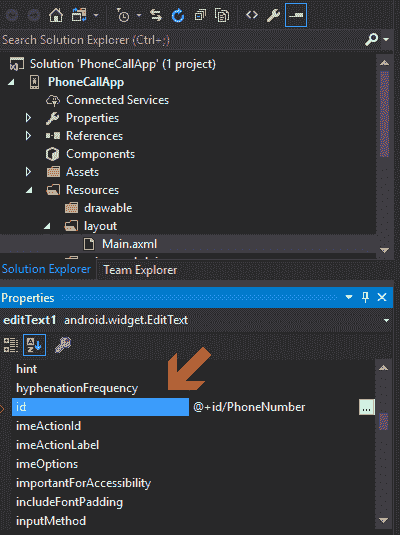 Search Solution Explorer (Ctrl+;)
Solution 'PhoneCallApp' (1 project)
PhoneCallApp
Connected Services
Properties
References
Components
Assets
Resources
drawable
layout
Main.axml
Solution Explorer Team Explorer
Properties
editText1 android.widget.EditText
hint
hyphenationFrequency
id @+id/PhoneNumber ...
imeActionId
imeActionLabel
imeOptions
importantForAccessibility
includeFontPadding
inputMethod